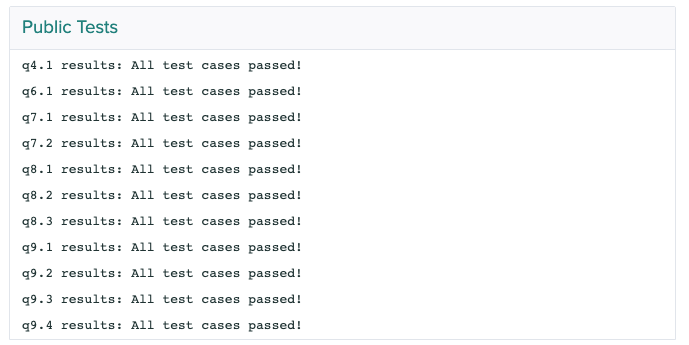 Public Tests
q4.1 results: All test cases passed!
q6.1 results: All test cases passed!
q7.1 results: All test cases passed!
q7.2 results: All test cases passed!
q8.1 results: All test cases passed!
q8.2 results: All test cases passed!
q8.3 results: All test cases passed!
q9.1 results: All test cases passed!
q9.2 results: All test cases passed!
q9.3 results: All test cases passed!
q9.4 results: All test cases passed!